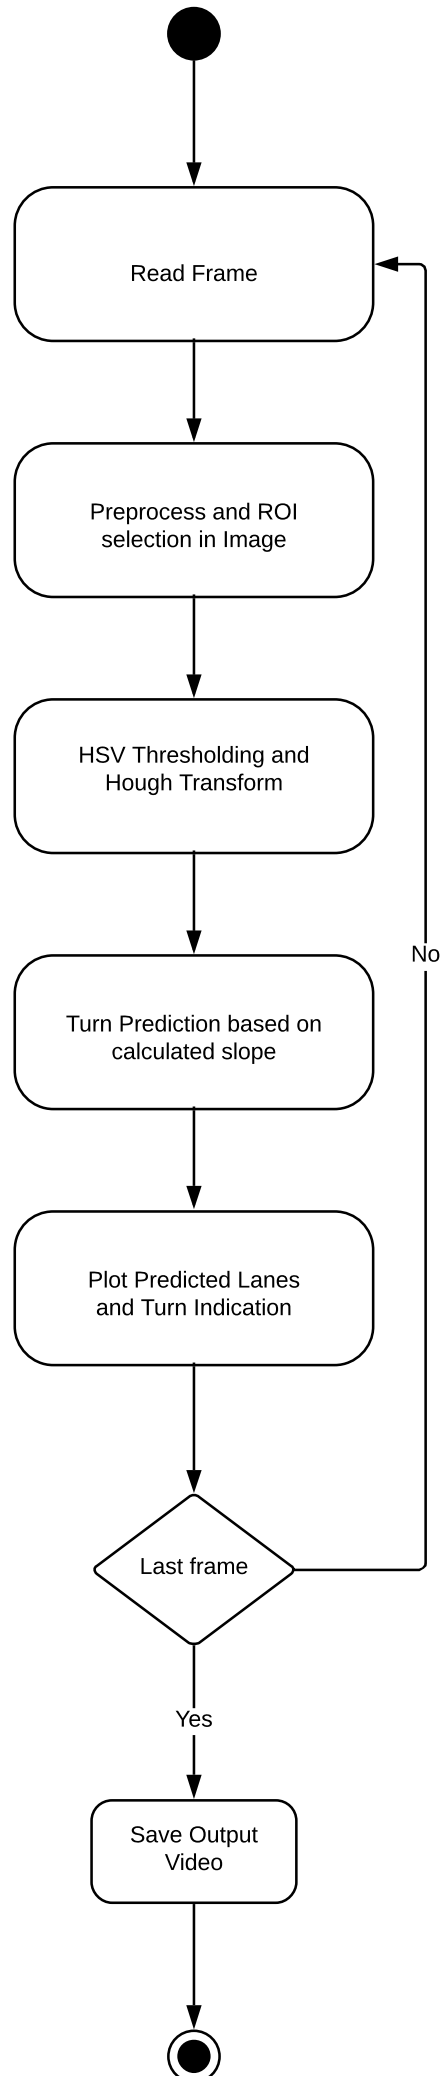 Read Frame
Preprocess and ROI
selection in Image
HSV Thresholding and
Hough Transform
No
Turn Prediction based on
calculated slope
Plot Predicted Lanes
and Turn Indication
Last frame
Yes
Save Output
Video